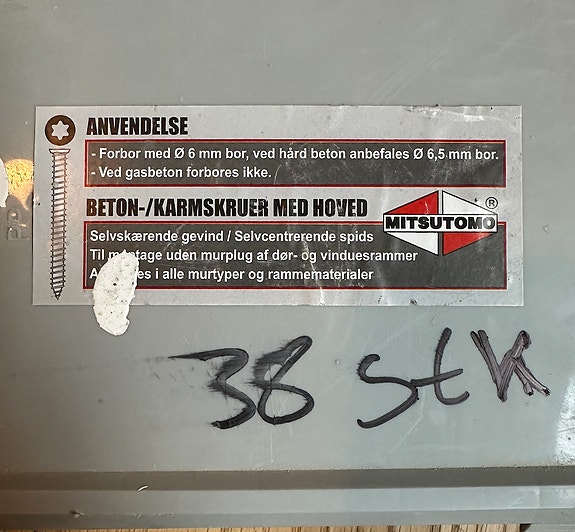 ANVENDELSE
- Forbor med Ø 6 mm bor, ved hård beton anbefales Ø 6,5 mm bor.
- Ved gasbeton forbores ikke.
BETON-/KARMSKRUER MED HOVED
MITSUTOMO ®
Selvskærende gevind / Selvcentrerende spids
Til montage uden murplug af dør- og vinduesrammer
i alle murtyper og rammematerialer
38 stk